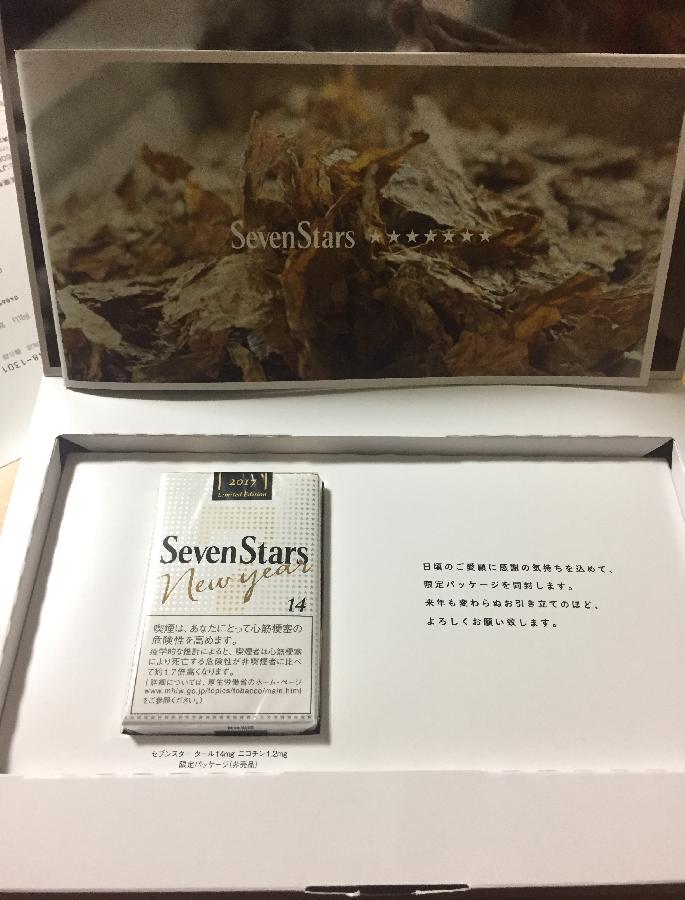 SevenStars ★★★★★★★
2017
Limited Edition
SevenStars
New year
14
喫煙は、あなたにとって心筋梗塞の
危険性を高めます。
疫学的な推計によると、喫煙者は心筋梗塞
により死亡する危険性が非喫煙者に比べ
て約1.7倍高くなります。
(詳細については、厚生労働省のホーム・ページ
www.mhlw.go.jp/topics/tobacco/main.html
をご参照ください。)
セブンスター タール14mg ニコチン1.2mg
限定パッケージ(非売品)
日頃のご愛顧に感謝の気持ちを込めて、
限定パッケージを同封します。
来年も変わらぬお引き立てのほど、
よろしくお願い致します。
8-1301